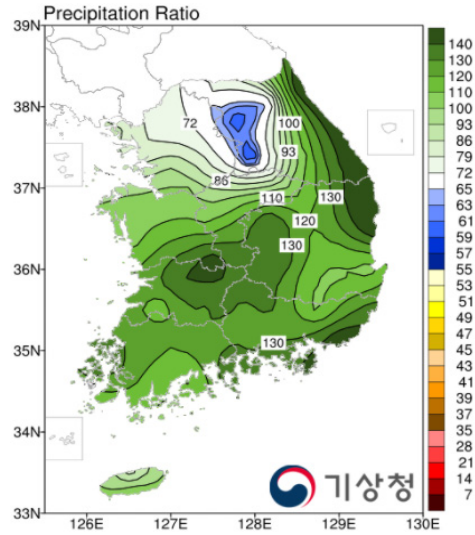 Precipitation Ratio
39N
38N
37N
36N
35N
34N
33N
126E
127E
128E
129E
130E
72
100
93
86
110
130
120
130
130
140
130
120
110
100
93
86
79
72
65
63
61
59
57
55
53
51
49
47
45
43
41
39
37
35
28
21
14
7
기상청